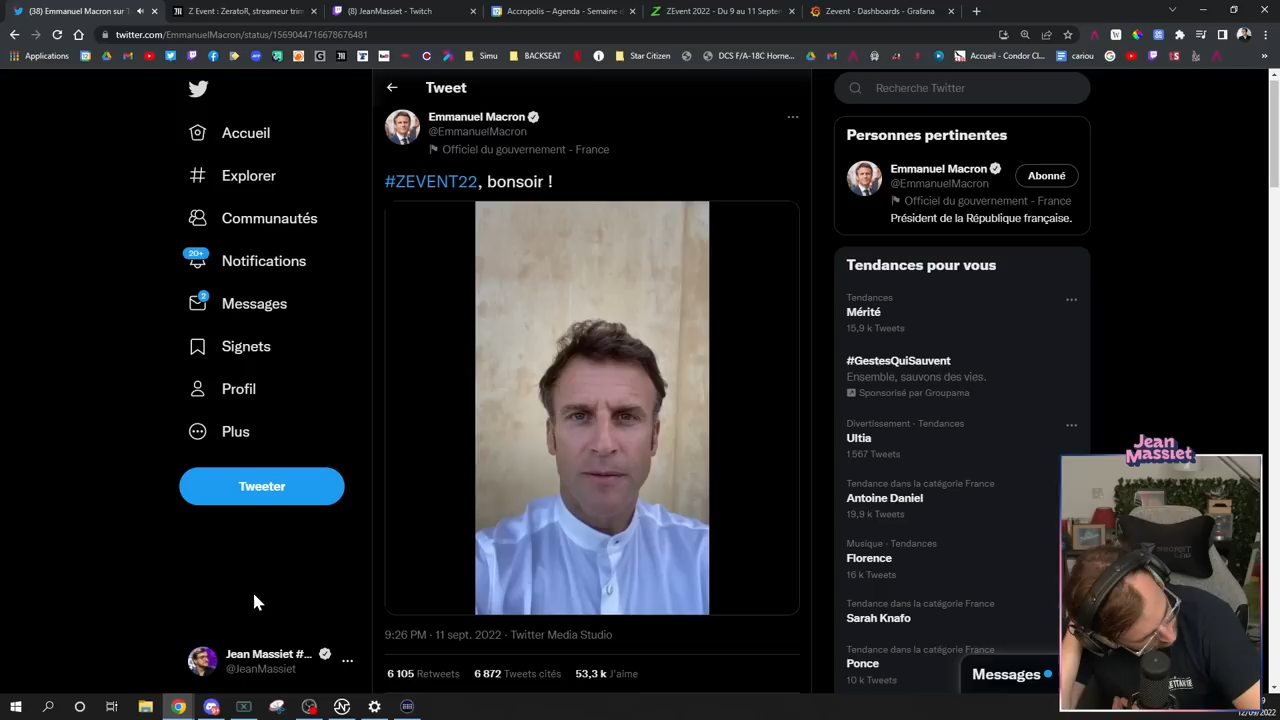 (38) Emmanuel Macron sur T
Z Event : ZeratoR, streameur trim
(8) JeanMassiet - Twitch
Accropolis – Agenda - Semaine
ZEvent 2022 – Du 9 au 11 Septen
Zevent - Dashboards - Grafana
twitter.com/EmmanuelMacron/status/1569044716678676481
Applications
Simu
BACKSEAT
Star Citizen
DCS F/A-18C Horne...
Accueil - Condor Cl...
cariou
Accueil
Explorer
Communautés
20+
Notifications
2
Messages
Signets
Profil
Plus
Tweeter
Jean Massiet #...
@JeanMassiet
Tweet
Emmanuel Macron
@EmmanuelMacron
Officiel du gouvernement - France
#ZEVENT22, bonsoir !
9:26 PM · 11 sept. 2022 · Twitter Media Studio
6 105 Retweets 6 872 Tweets cités 53,3 k J'aime
Recherche Twitter
Personnes pertinentes
Emmanuel Macron
@EmmanuelMacron
Abonné
Officiel du gouvernement - France
Président de la République française.
Tendances pour vous
Tendances
Mérité
15,9 k Tweets
#GestesQuiSauvent
Ensemble, sauvons des vies.
Sponsorisé par Groupama
Divertissement · Tendances
Ultia
1 567 Tweets
Tendance dans la catégorie France
Antoine Daniel
19,9 k Tweets
Musique · Tendances
Florence
16 k Tweets
Tendance dans la catégorie France
Sarah Knafo
Tendance dans la catégorie France
Ponce
10 k Tweets
Messages
Jean
Massiet
12/09/2022